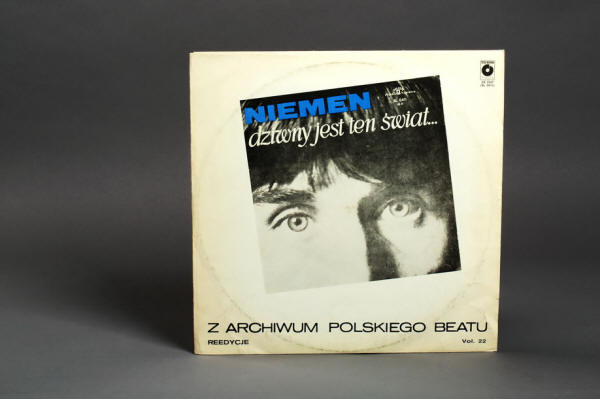 NIEMEN
dziwny jest ten świat...
Z ARCHIWUM POLSKIEGO BEATU
REEDYCJE
Vol. 22